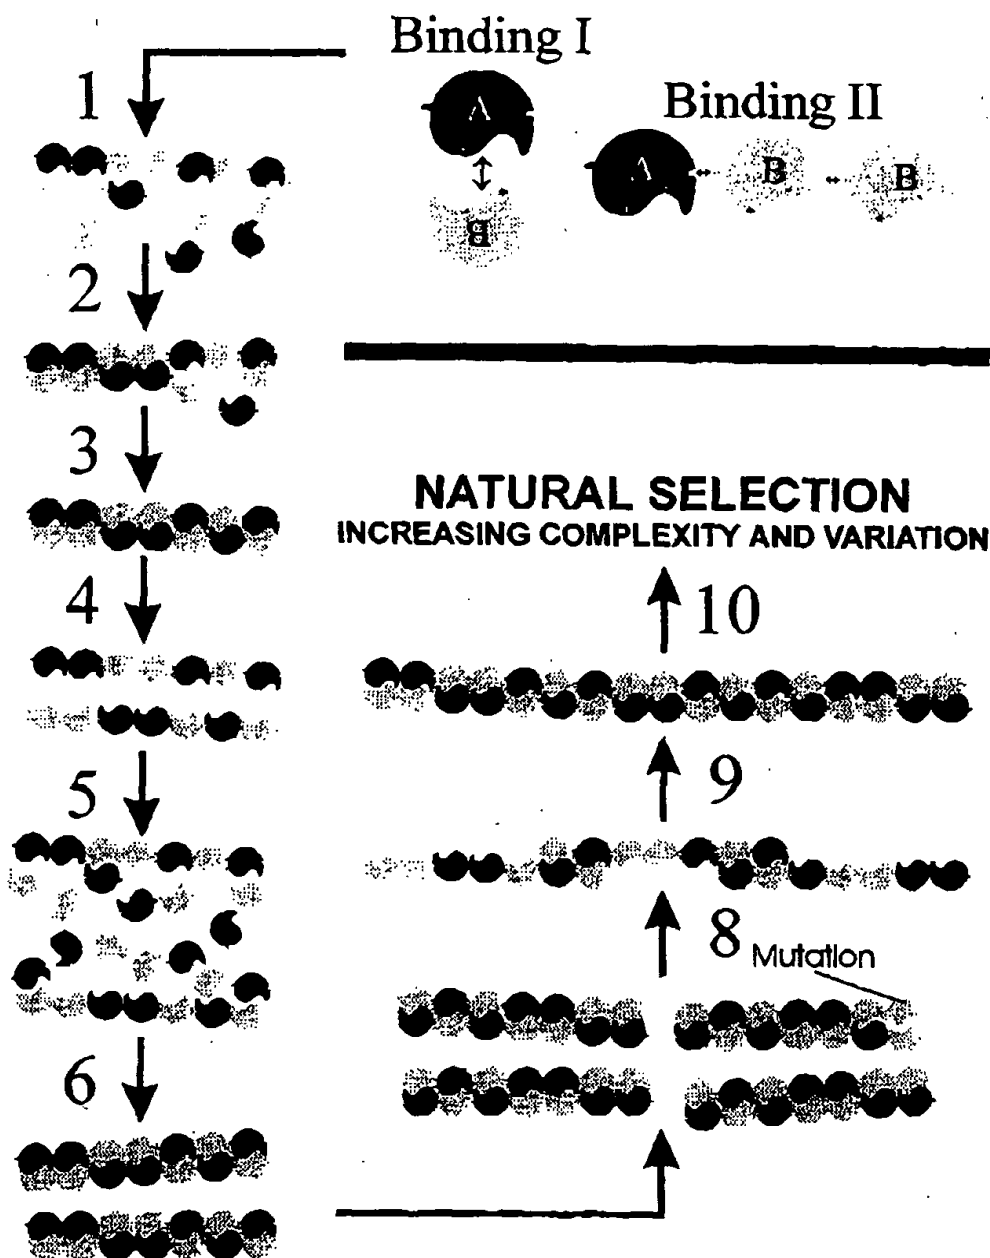 Binding I
1
A
Binding II
A
B
B
B
2
3
NATURAL SELECTION
INCREASING COMPLEXITY AND VARIATION
4
10
5
9
8
Mutation
6